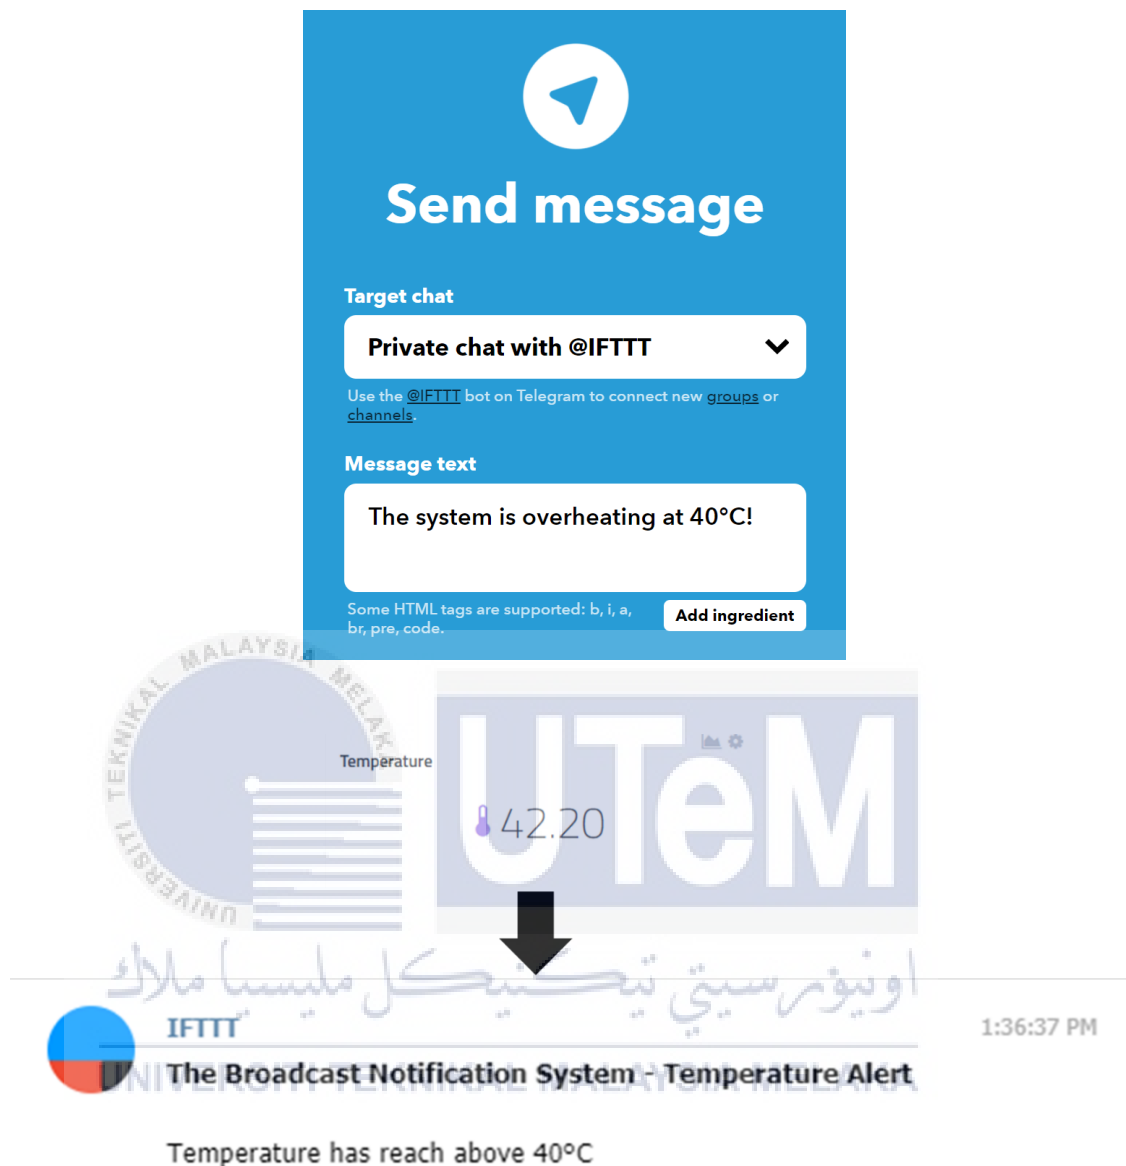 Send message
Target chat
Private chat with @IFTTT
Use the @IFTTT bot on Telegram to connect new groups or
channels.
Message text
The system is overheating at 40°C!
Some HTML tags are supported: b, i, a,
br, pre, code.
Add ingredient
UNIVERSITI TEKNIKAL MALAYSIA MELAKA
UTeM
Temperature
42.20
اونيۏرسيتي تيكنيكل مليسيا ملاك
IFTTT
1:36:37 PM
UNIVERSITI TEKNIKAL MALAYSIA MELAKA
The Broadcast Notification System - Temperature Alert
Temperature has reach above 40°C